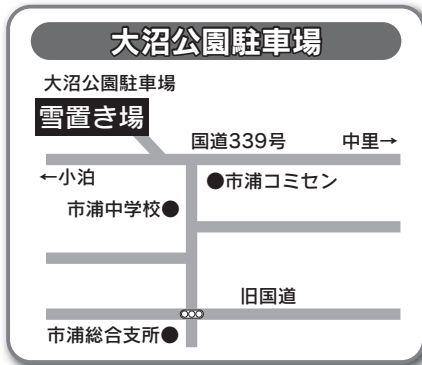 大沼公園駐車場
大沼公園駐車場
雪置き場
国道339号
中里→
←小泊
●市浦コミセン
市浦中学校●
旧国道
市浦総合支所●